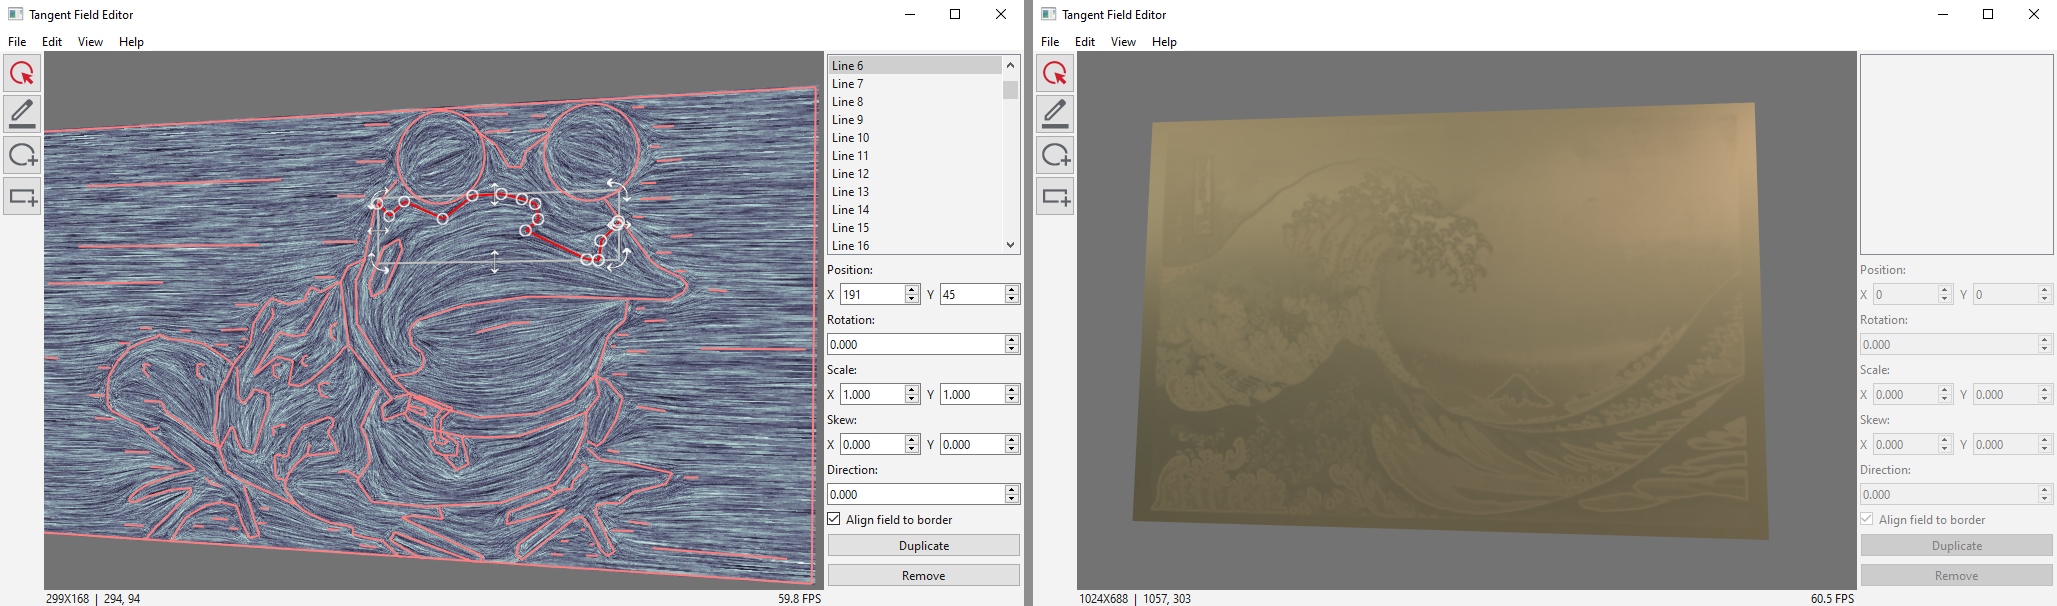 Tangent Field Editor
File Edit View Help
Line 6
Line 7
Line 8
Line 9
Line 10
Line 11
Line 12
Line 13
Line 14
Line 15
Line 16
Position:
X 191 Y 45
Rotation:
0.000
Scale:
X 1.000 Y 1.000
Skew:
X 0.000 Y 0.000
Direction:
0.000
Align field to border
Duplicate
Remove
299X168 | 294, 94
59.8 FPS
Tangent Field Editor
File Edit View Help
Position:
X 0 Y 0
Rotation:
0.000
Scale:
X 0.000 Y 0.000
Skew:
X 0.000 Y 0.000
Direction:
0.000
Align field to border
Duplicate
Remove
1024X688 | 1057, 303
60.5 FPS